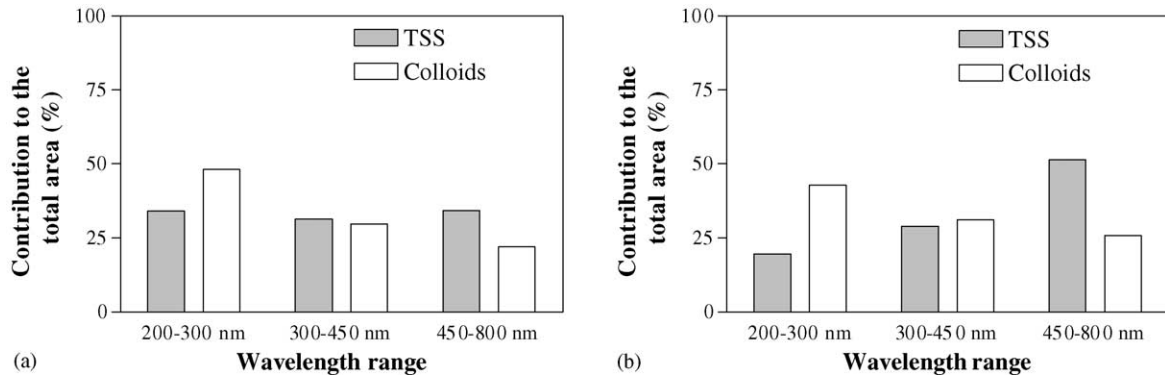 Contribution to the
total area (%)
100
75
50
25
0
TSS
Colloids
200-300 nm 300-450 nm 450-800 nm
(a) Wavelength range
Contribution to the
total area (%)
100
75
50
25
0
TSS
Colloids
200-300 nm 300-450 nm 450-800 nm
(b) Wavelength range